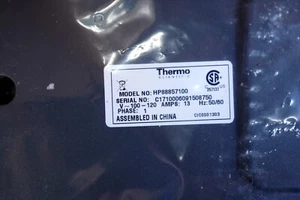 Thermo
SCIENTIFIC
MODEL NO: HP88857100
SERIAL NO: C1710006091508750
V~100-120 AMPS: 13 Hz: 50/60
PHASE: 1
ASSEMBLED IN CHINA